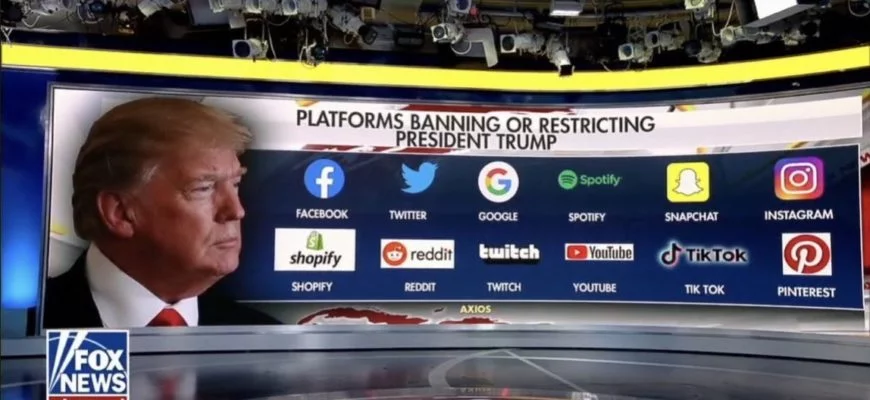 PLATFORMS BANNING OR RESTRICTING
PRESIDENT TRUMP
f
G
Spotify
FACEBOOK TWITTER GOOGLE SPOTIFY SNAPCHAT INSTAGRAM
shopify reddit twitch YouTube TikTok
SHOPIFY REDDIT TWITCH YOUTUBE TIK TOK PINTEREST
AXIOS
FOX
NEWS